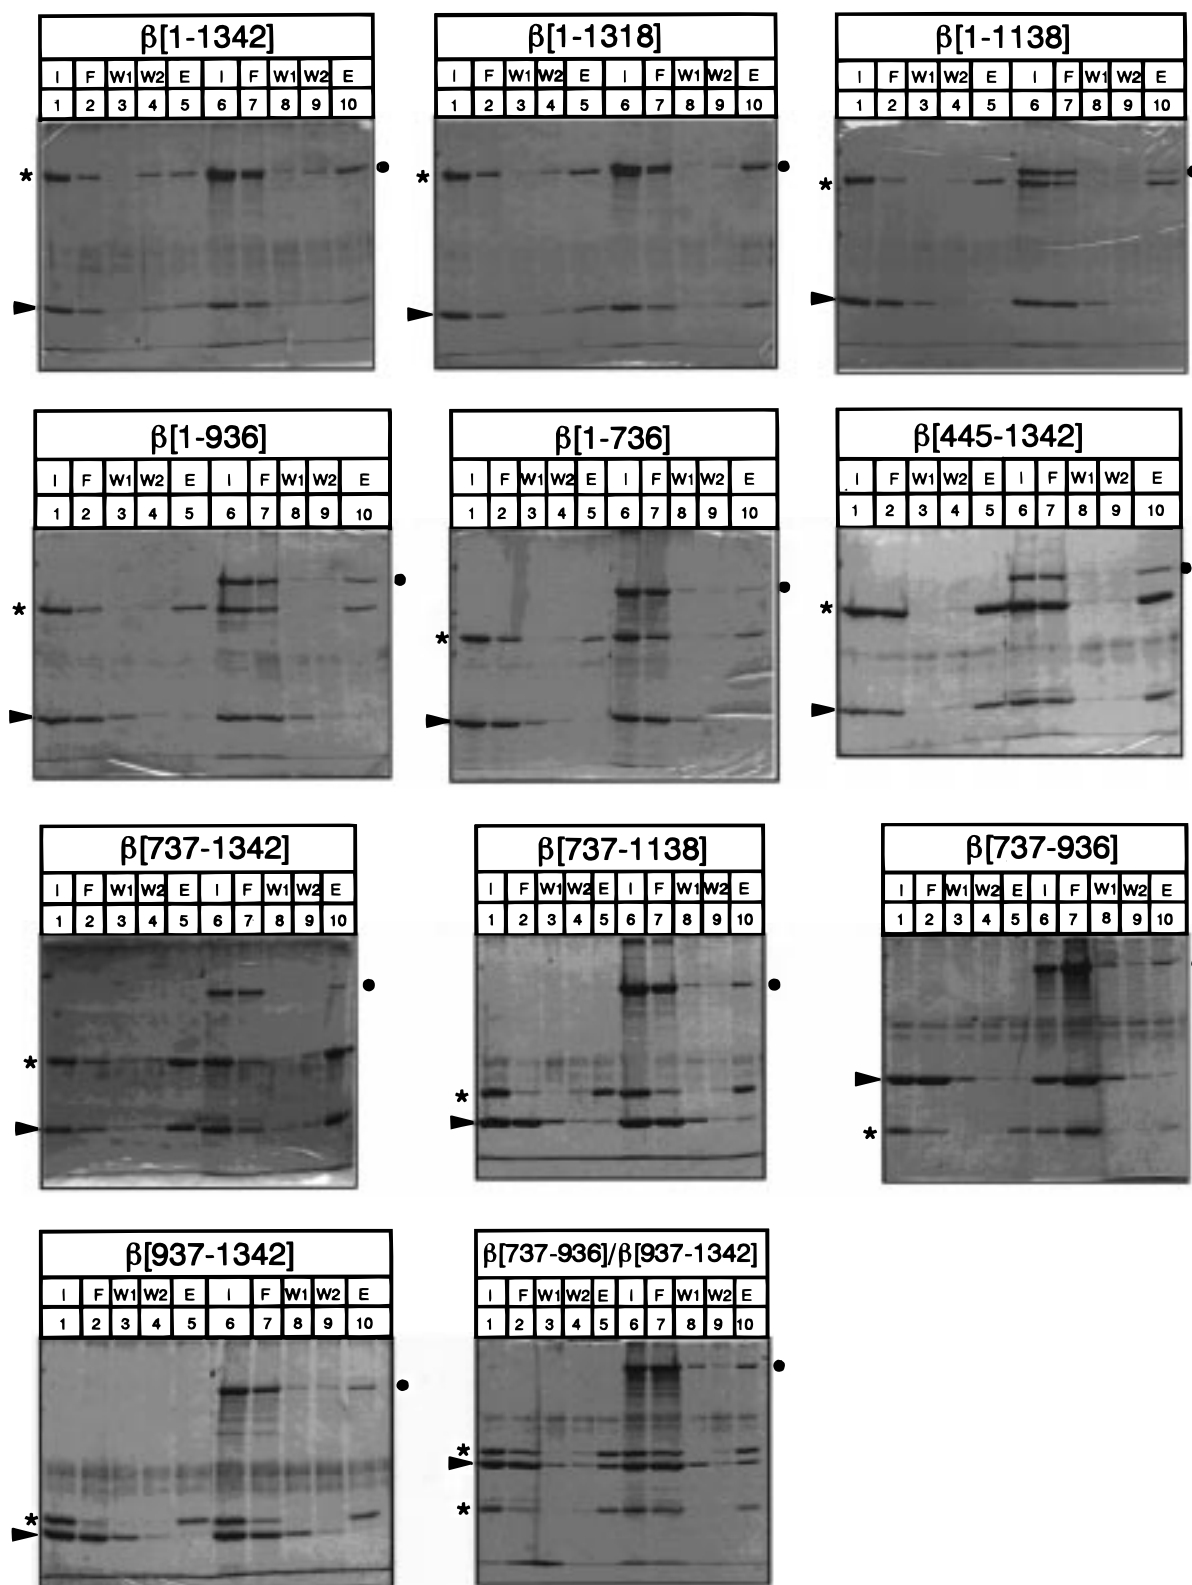 β[1-1342]
I F W1 W2 E I F W1 W2 E
1 2 3 4 5 6 7 8 9 10
* ●
β[1-1318]
I F W1 W2 E I F W1 W2 E
1 2 3 4 5 6 7 8 9 10
* ●
β[1-1138]
I F W1 W2 E I F W1 W2 E
1 2 3 4 5 6 7 8 9 10
* ●
β[1-936]
I F W1 W2 E I F W1 W2 E
1 2 3 4 5 6 7 8 9 10
* ●
β[1-736]
I F W1 W2 E I F W1 W2 E
1 2 3 4 5 6 7 8 9 10
* ●
β[445-1342]
I F W1 W2 E I F W1 W2 E
1 2 3 4 5 6 7 8 9 10
* ●
β[737-1342]
I F W1 W2 E I F W1 W2 E
1 2 3 4 5 6 7 8 9 10
* ●
β[737-1138]
I F W1 W2 E I F W1 W2 E
1 2 3 4 5 6 7 8 9 10
* ●
β[737-936]
I F W1 W2 E I F W1 W2 E
1 2 3 4 5 6 7 8 9 10
*
β[937-1342]
I F W1 W2 E I F W1 W2 E
1 2 3 4 5 6 7 8 9 10
* ●
β[737-936]/β[937-1342]
I F W1 W2 E I F W1 W2 E
1 2 3 4 5 6 7 8 9 10
* ●
*